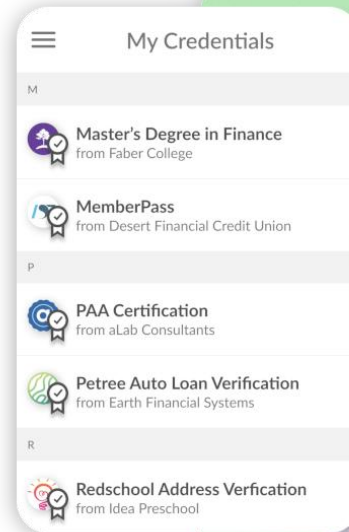 My Credentials
M
Master's Degree in Finance
from Faber College
MemberPass
from Desert Financial Credit Union
P
PAA Certification
from aLab Consultants
Petree Auto Loan Verification
from Earth Financial Systems
R
Redschool Address Verfication
from Idea Preschool